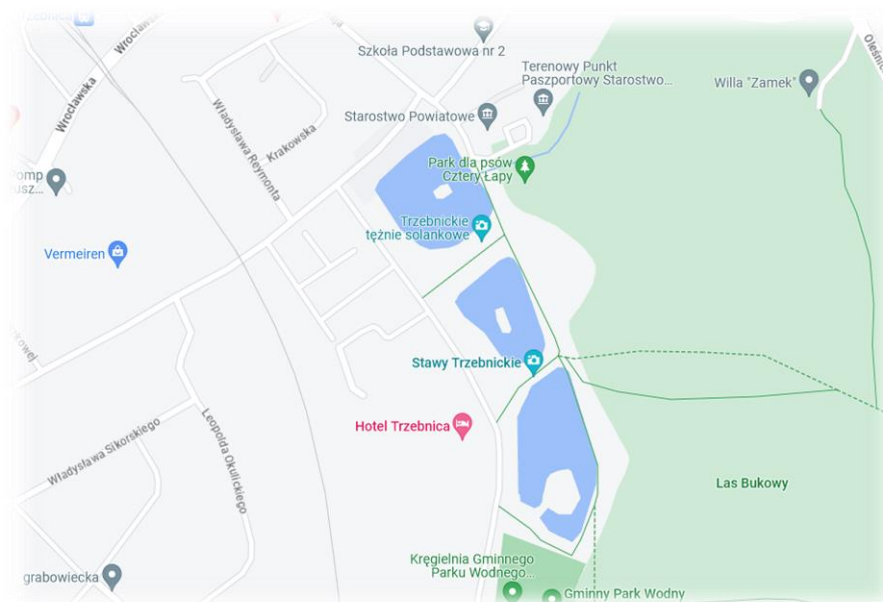 Wrocławska
Szkoła Podstawowa nr 2
Terenowy Punkt
Paszportowy Starostwo...
Willa "Zamek"
Wrocławska
Władysława Reymonta
Krakowska
Starostwo Powiatowe
Park dla psów
Cztery Łapy
Trzebnickie
tężnie solankowe
Vermeiren
Stawy Trzebnickie
Hotel Trzebnica
Władysława Sikorskiego
Leopolda Okulickiego
Las Bukowy
Kręgielnia Gminnego
Parku Wodnego...
grabowiecka
Gminny Park Wodny